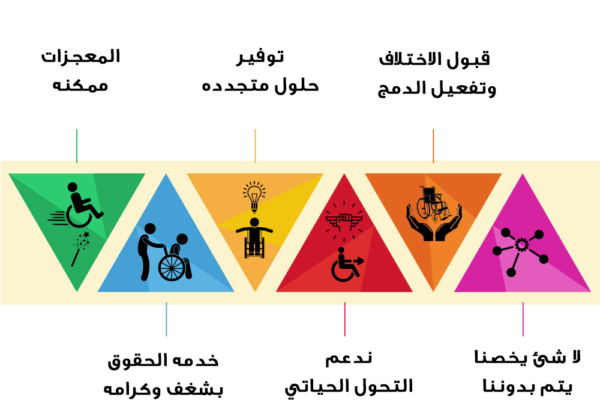 قبول الاختلاف
وتفعيل الدمج
توفير
حلول متجدده
المعجزات
ممكنه
لا شئ يخصنا
يتم بدوننا
ندعم
التحول الحياتي
خدمه الحقوق
بشغف وكرامه